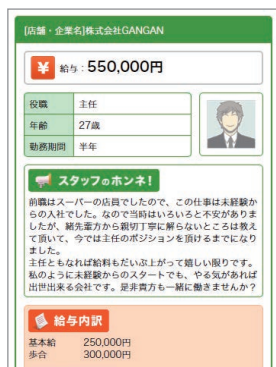 [店舗・企業名]株式会社GANGAN
¥ 給与:550,000円
役職 主任
年齢 27歳
勤務期間 半年
スタッフのホンネ!
前職はスーパーの店員でしたので、この仕事は未経験か
らの入社でした。なので当時はいろいろと不安がありま
したが、諸先輩方から親切丁寧に解らないところは教え
て頂いて、今では主任のポジションを頂けるまでになり
ました。
主任ともなれば給料もだいぶ上がって嬉しい限りです。
私のように未経験からのスタートでも、やる気があれば
出世出来る会社です。是非貴方も一緒に働きませんか?
給与内訳
基本給 250,000円
歩合 300,000円